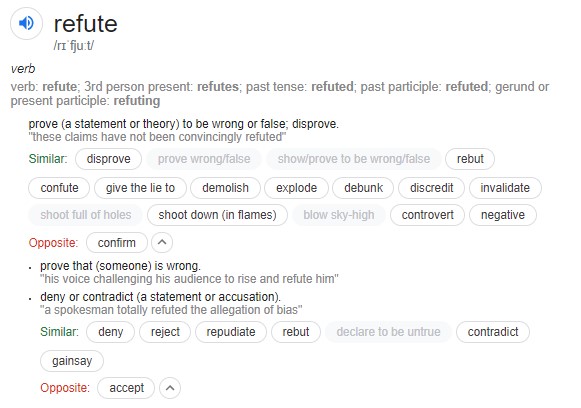 refute
/rɪˈfjuːt/
verb
verb: refute; 3rd person present: refutes; past tense: refuted; past participle: refuted; gerund or
present participle: refuting
prove (a statement or theory) to be wrong or false; disprove.
"these claims have not been convincingly refuted"
Similar: disprove prove wrong/false show/prove to be wrong/false rebut
confute give the lie to demolish explode debunk discredit invalidate
shoot full of holes shoot down (in flames) blow sky-high controvert negative
Opposite: confirm
• prove that (someone) is wrong.
"his voice challenging his audience to rise and refute him"
• deny or contradict (a statement or accusation).
"a spokesman totally refuted the allegation of bias"
Similar: deny reject repudiate rebut declare to be untrue contradict
gainsay
Opposite: accept